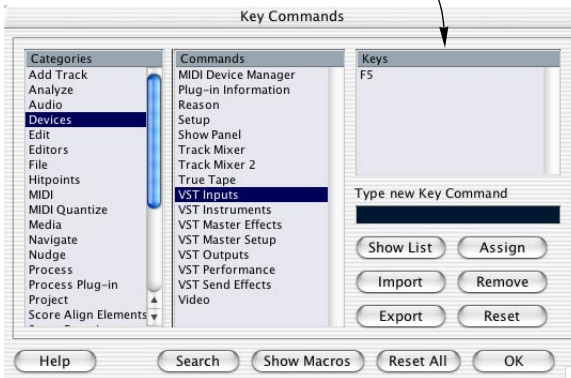 Key Commands
Categories
Add Track
Analyze
Audio
Devices
Edit
Editors
File
Hitpoints
MIDI
MIDI Quantize
Media
Navigate
Nudge
Process
Process Plug-in
Project
Score Align Elements
Commands
MIDI Device Manager
Plug-in Information
Reason
Setup
Show Panel
Track Mixer
Track Mixer 2
True Tape
VST Inputs
VST Instruments
VST Master Effects
VST Master Setup
VST Outputs
VST Performance
VST Send Effects
Video
Keys
F5
Type new Key Command
Show List
Assign
Import
Remove
Export
Reset
Help
Search
Show Macros
Reset All
OK